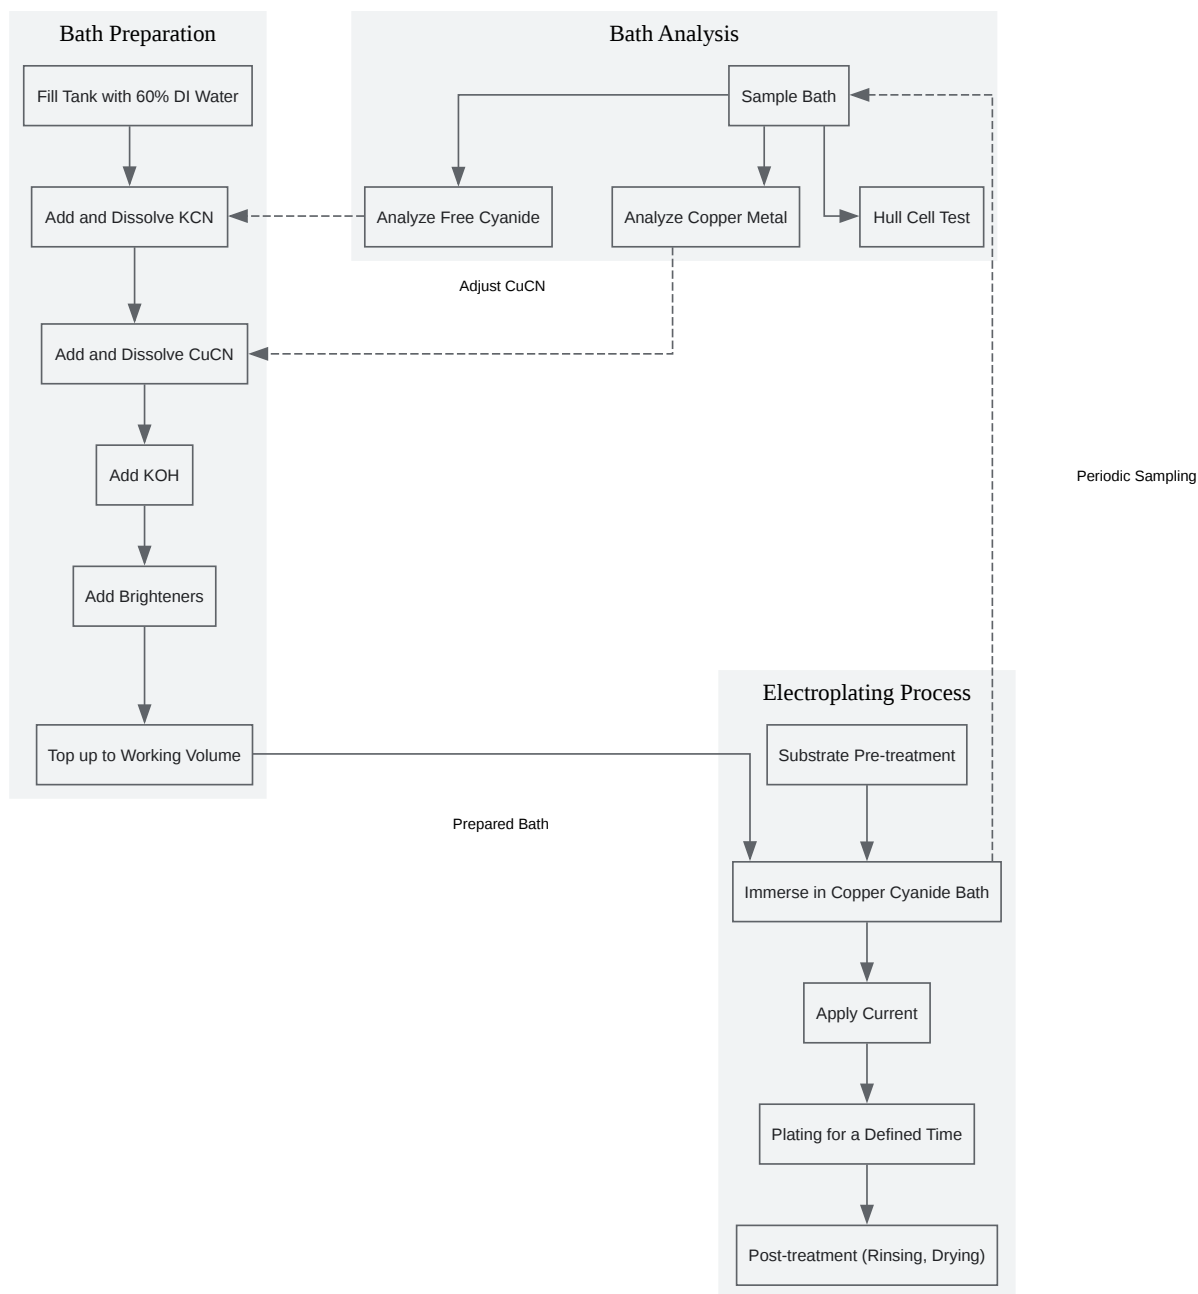 Bath Preparation
Fill Tank with 60% DI Water
Add and Dissolve KCN
Add and Dissolve CuCN
Add KOH
Add Brighteners
Top up to Working Volume
Bath Analysis
Sample Bath
Analyze Free Cyanide
Analyze Copper Metal
Hull Cell Test
Adjust CuCN
Periodic Sampling
Prepared Bath
Electroplating Process
Substrate Pre-treatment
Immerse in Copper Cyanide Bath
Apply Current
Plating for a Defined Time
Post-treatment (Rinsing, Drying)